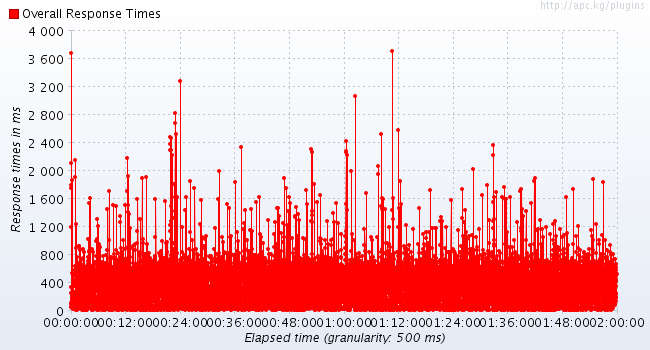 http://apc.kg/plugins
Overall Response Times
4 000
3 600
3 200
2 800
2 400
2 000
1 600
1 200
800
400
0
Response times in ms
00:00:00 00:12:00 00:24:00 00:36:00 00:48:00 01:00:00 01:12:00 01:24:00 01:36:00 01:48:00 02:00:00
Elapsed time (granularity: 500 ms)